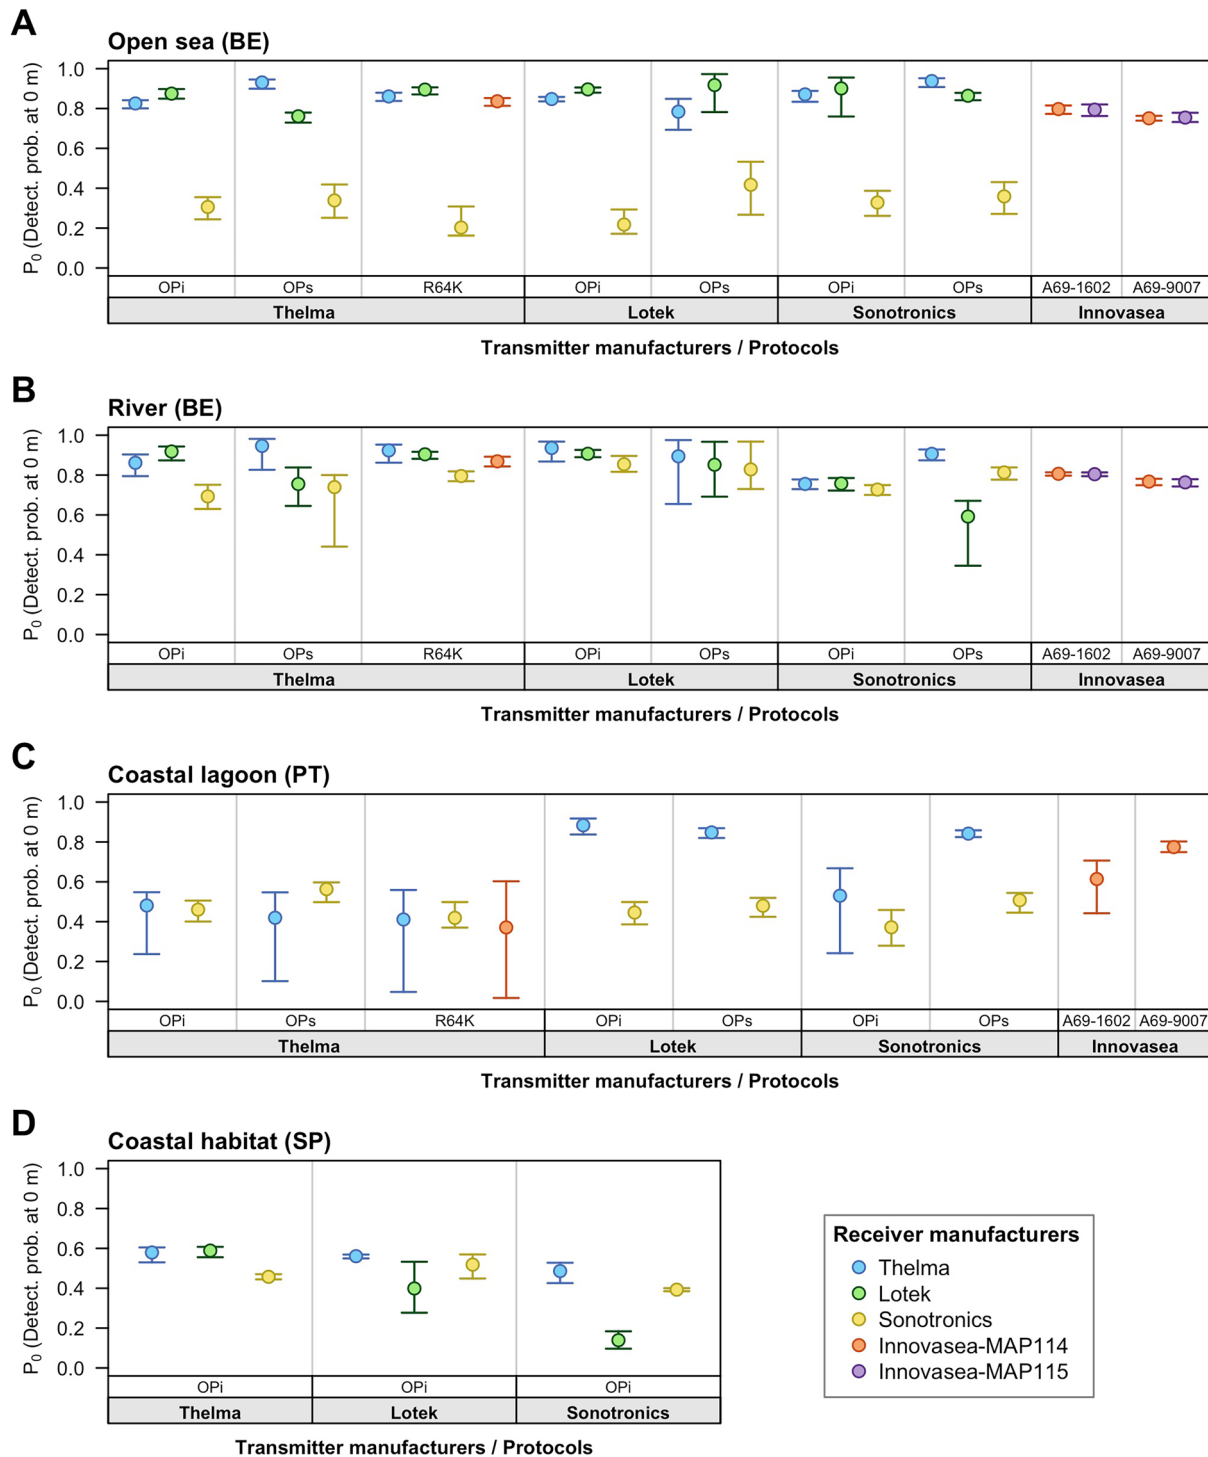 A
Open sea (BE)
P0 (Detect. prob. at 0 m)
1.0
0.8
0.6
0.4
0.2
0.0
OPi OPs R64K OPi OPs OPi OPs A69-1602 A69-9007
Thelma Lotek Sonotronics Innovasea
Transmitter manufacturers / Protocols
B
River (BE)
P0 (Detect. prob. at 0 m)
1.0
0.8
0.6
0.4
0.2
0.0
OPi OPs R64K OPi OPs OPi OPs A69-1602 A69-9007
Thelma Lotek Sonotronics Innovasea
Transmitter manufacturers / Protocols
C
Coastal lagoon (PT)
P0 (Detect. prob. at 0 m)
1.0
0.8
0.6
0.4
0.2
0.0
OPi OPs R64K OPi OPs OPi OPs A69-1602 A69-9007
Thelma Lotek Sonotronics Innovasea
Transmitter manufacturers / Protocols
D
Coastal habitat (SP)
P0 (Detect. prob. at 0 m)
1.0
0.8
0.6
0.4
0.2
0.0
OPi OPi OPi
Thelma Lotek Sonotronics
Transmitter manufacturers / Protocols
Receiver manufacturers
Thelma
Lotek
Sonotronics
Innovasea-MAP114
Innovasea-MAP115